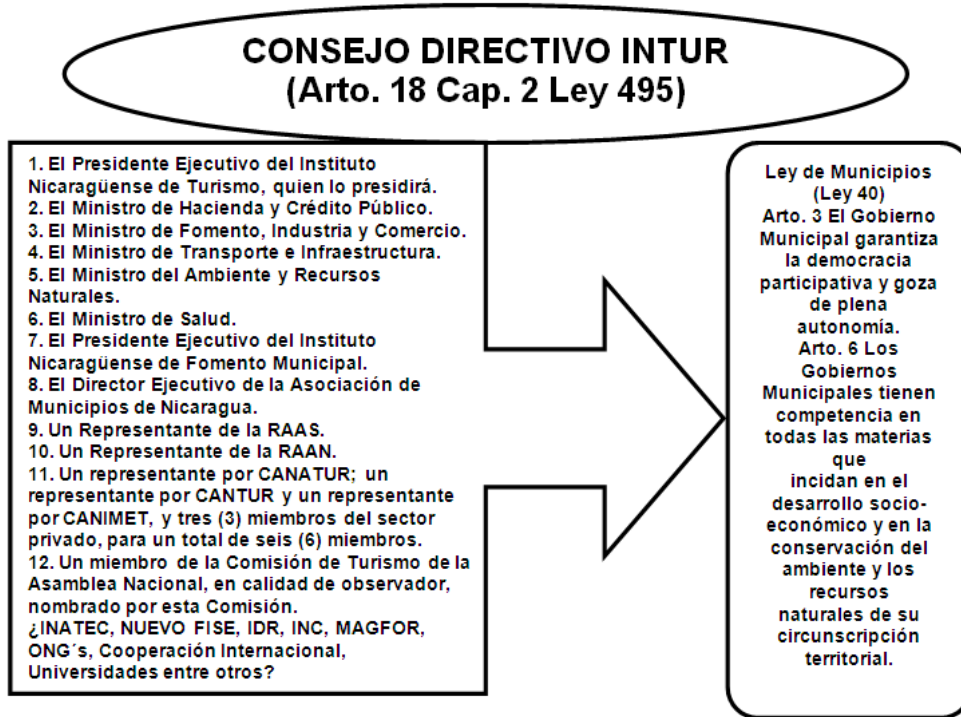 CONSEJO DIRECTIVO INTUR
(Arto. 18 Cap. 2 Ley 495)
1. El Presidente Ejecutivo del Instituto
Nicaragüense de Turismo, quien lo presidirá.
2. El Ministro de Hacienda y Crédito Público.
3. El Ministro de Fomento, Industria y Comercio.
4. El Ministro de Transporte e Infraestructura.
5. El Ministro del Ambiente y Recursos
Naturales.
6. El Ministro de Salud.
7. El Presidente Ejecutivo del Instituto
Nicaragüense de Fomento Municipal.
8. El Director Ejecutivo de la Asociación de
Municipios de Nicaragua.
9. Un Representante de la RAAS.
10. Un Representante de la RAAN.
11. Un representante por CANATUR; un
representante por CANTUR y un representante
por CANIMET, y tres (3) miembros del sector
privado, para un total de seis (6) miembros.
12. Un miembro de la Comisión de Turismo de la
Asamblea Nacional, en calidad de observador,
nombrado por esta Comisión.
¿INATEC, NUEVO FISE, IDR, INC, MAGFOR,
ONG´s, Cooperación Internacional,
Universidades entre otros?
Ley de Municipios
(Ley 40)
Arto. 3 El Gobierno
Municipal garantiza
la democracia
participativa y goza
de plena
autonomía.
Arto. 6 Los
Gobiernos
Municipales tienen
competencia en
todas las materias
que
incidan en el
desarrollo socio-
económico y en la
conservación del
ambiente y los
recursos
naturales de su
circunscripción
territorial.